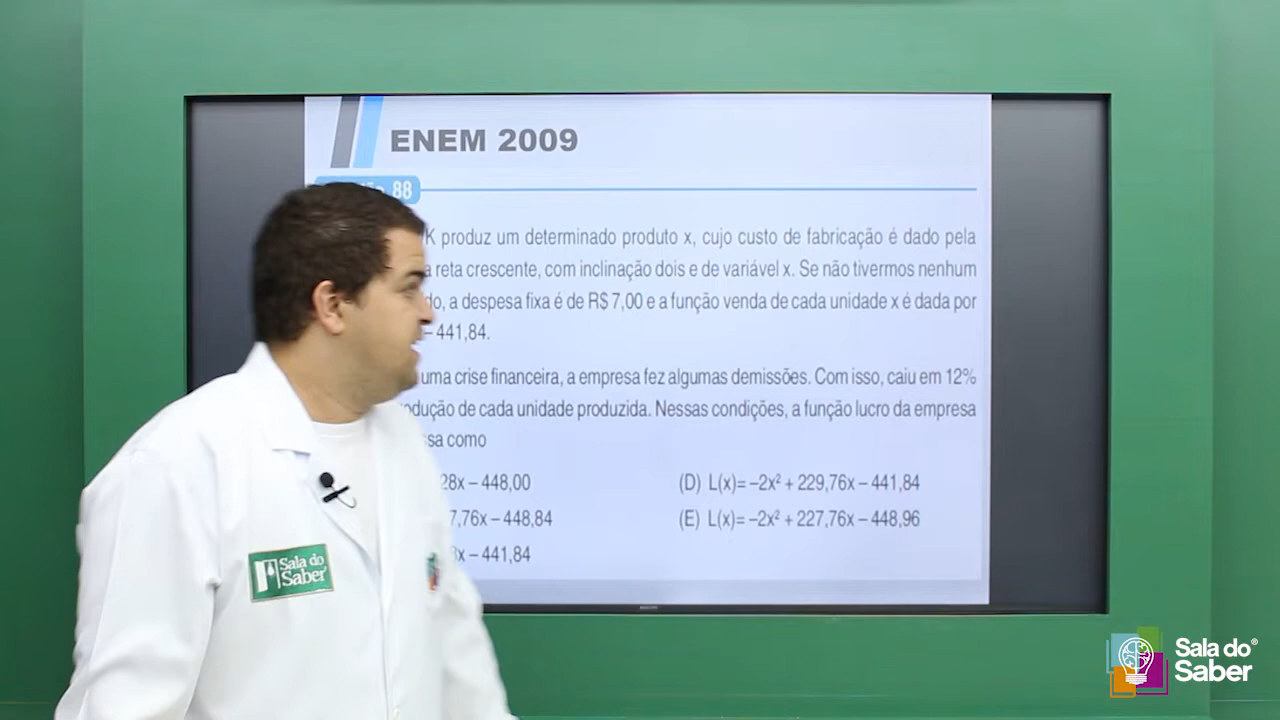 ENEM 2009
88
K produz um determinado produto x, cujo custo de fabricação é dado pela
a reta crescente, com inclinação dois e de variável x. Se não tivermos nenhum
do, a despesa fixa é de R$ 7,00 e a função venda de cada unidade x é dada por
– 441,84.
uma crise financeira, a empresa fez algumas demissões. Com isso, caiu em 12%
odução de cada unidade produzida. Nessas condições, a função lucro da empresa
ssa como
28x – 448,00
(D) L(x)= –2x² + 229,76x – 441,84
7,76x – 448,84
(E) L(x)= –2x² + 227,76x – 448,96
8x – 441,84
Sala do
Saber
Sala do®
Saber